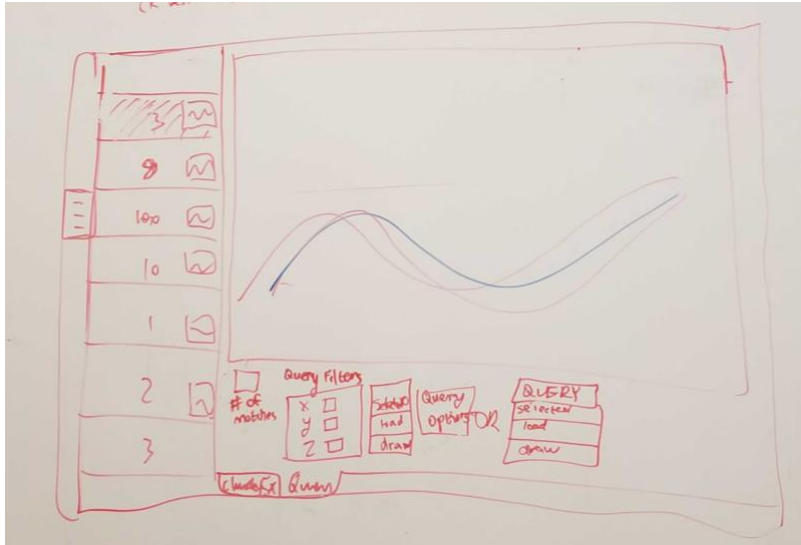 3
8
100
10
1
2
3
# of
matches
Query Filters
X
y
Z
load
draw
Query
options
OR
QUERY
selected
load
draw
Query